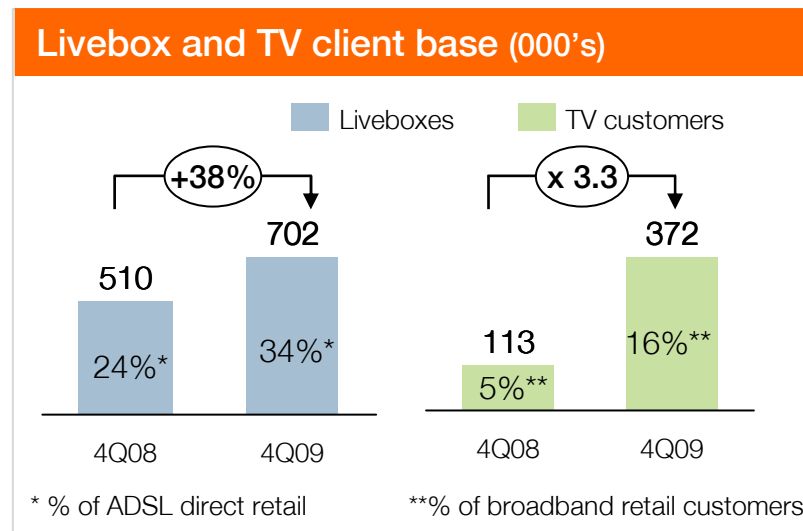 Livebox and TV client base (000's)
Liveboxes
TV customers
+38%
x 3.3
702
372
510
113
24%*
34%*
5%**
16%**
4Q08
4Q09
4Q08
4Q09
* % of ADSL direct retail
**% of broadband retail customers